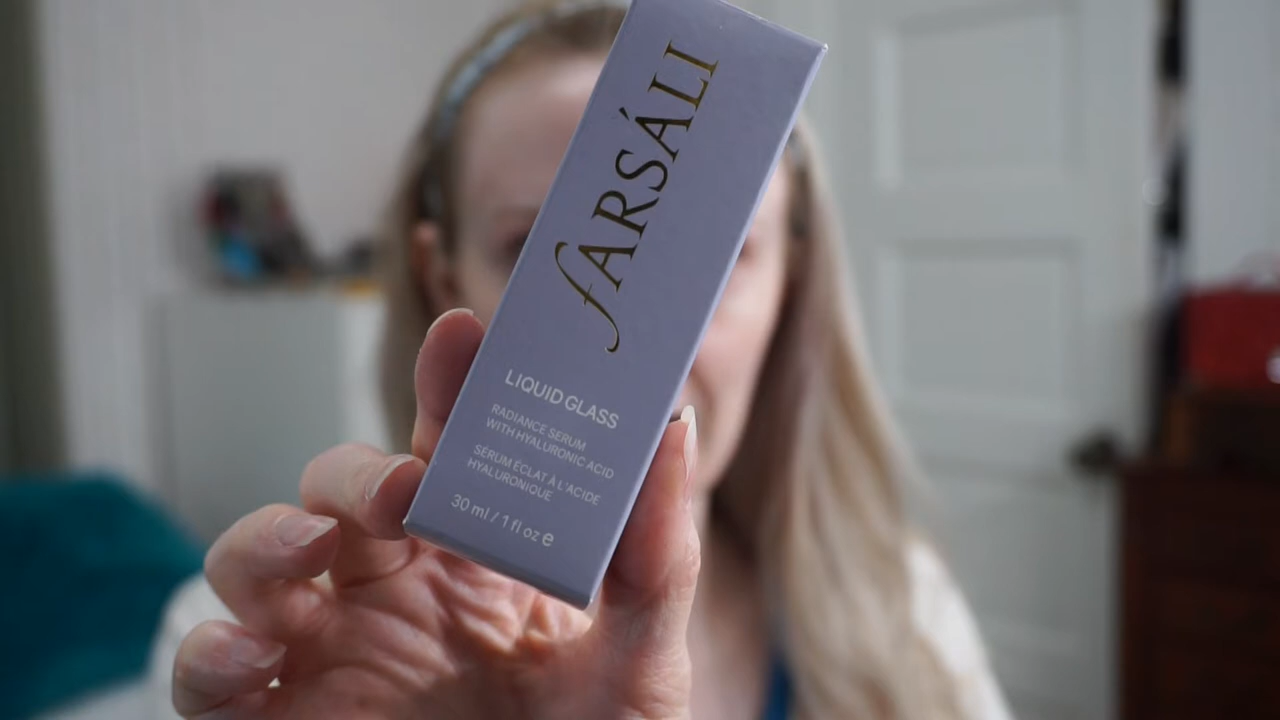 fARSÁLI
LIQUID GLASS
RADIANCE SERUM
WITH HYALURONIC ACID
SÉRUM ÉCLAT À L'ACIDE
HYALURONIQUE
30 ml / 1 fl oz e